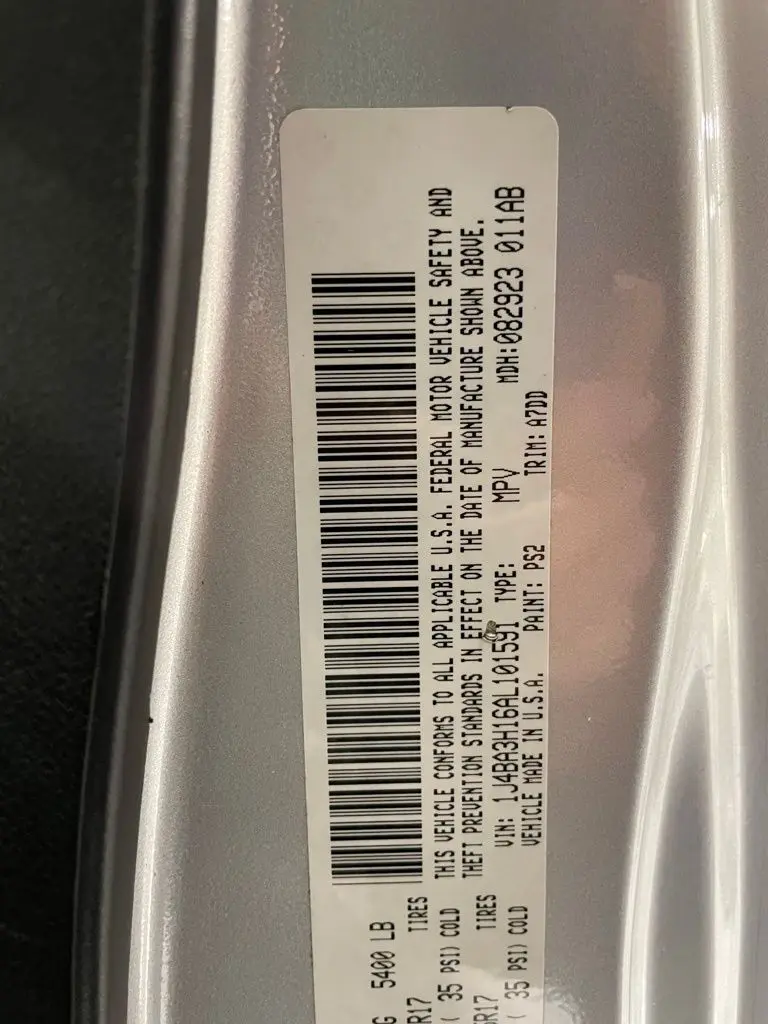 G 5400 LB
R17 TIRES
( 35 PSI) COLD
R17 TIRES
( 35 PSI) COLD
THIS VEHICLE CONFORMS TO ALL APPLICABLE U.S.A. FEDERAL MOTOR VEHICLE SAFETY AND
THEFT PREVENTION STANDARDS IN EFFECT ON THE DATE OF MANUFACTURE SHOWN ABOVE.
VIN: 1J4BA3H16AL101591 TYPE: MPV MDH:082923 011AB
VEHICLE MADE IN U.S.A. PAINT: PS2 TRIM: A7DD